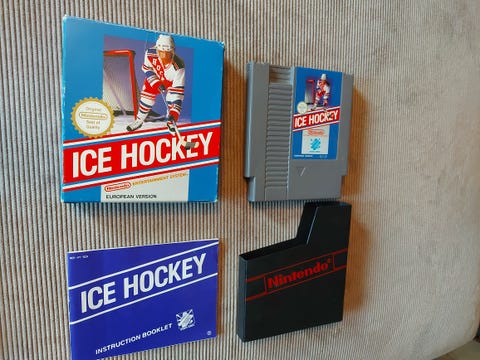 Original
Nintendo
Seal of
Quality
ICE HOCKEY
Nintendo ENTERTAINMENT SYSTEM
EUROPEAN VERSION
ICE HOCKEY
Nintendo
ICE HOCKEY
INSTRUCTION BOOKLET
Nintendo®